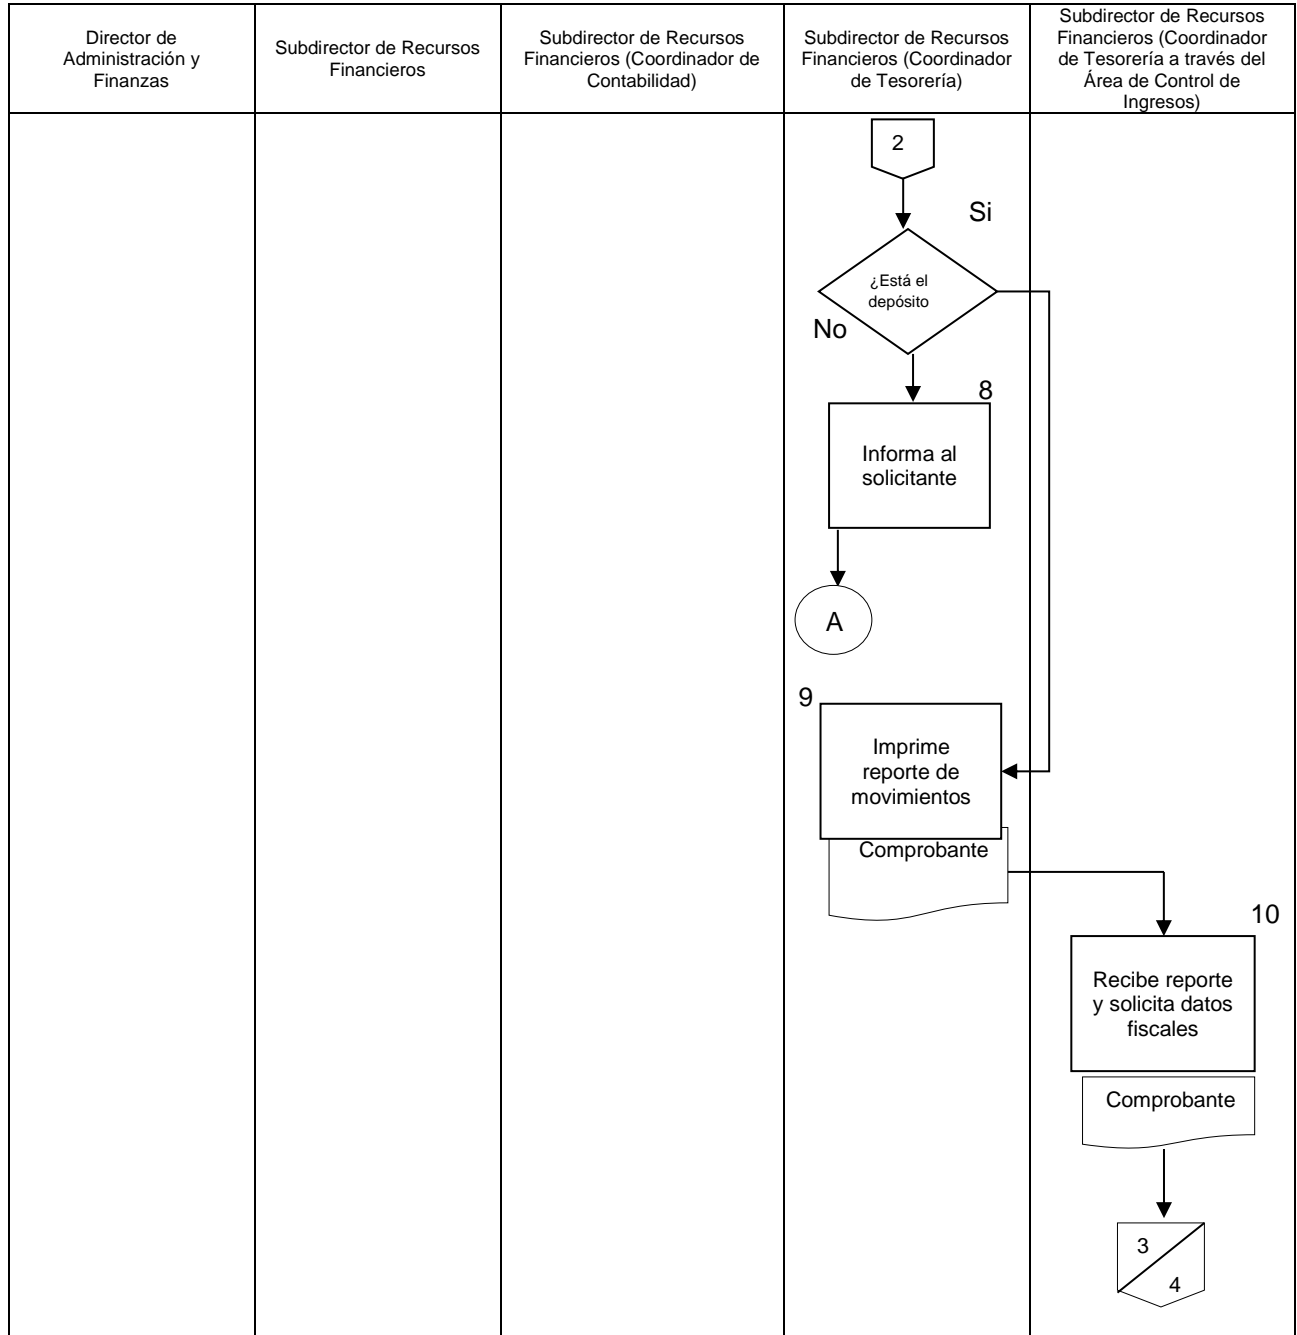 Director de
Administración y
Finanzas
Subdirector de Recursos
Financieros
Subdirector de Recursos
Financieros (Coordinador de
Contabilidad)
Subdirector de Recursos
Financieros (Coordinador
de Tesorería)
Subdirector de Recursos
Financieros (Coordinador
de Tesorería a través del
Área de Control de
Ingresos)
2
Si
¿Está el
depósito
No
8
Informa al
solicitante
A
9
Imprime
reporte de
movimientos
Comprobante
10
Recibe reporte
y solicita datos
fiscales
Comprobante
3
4